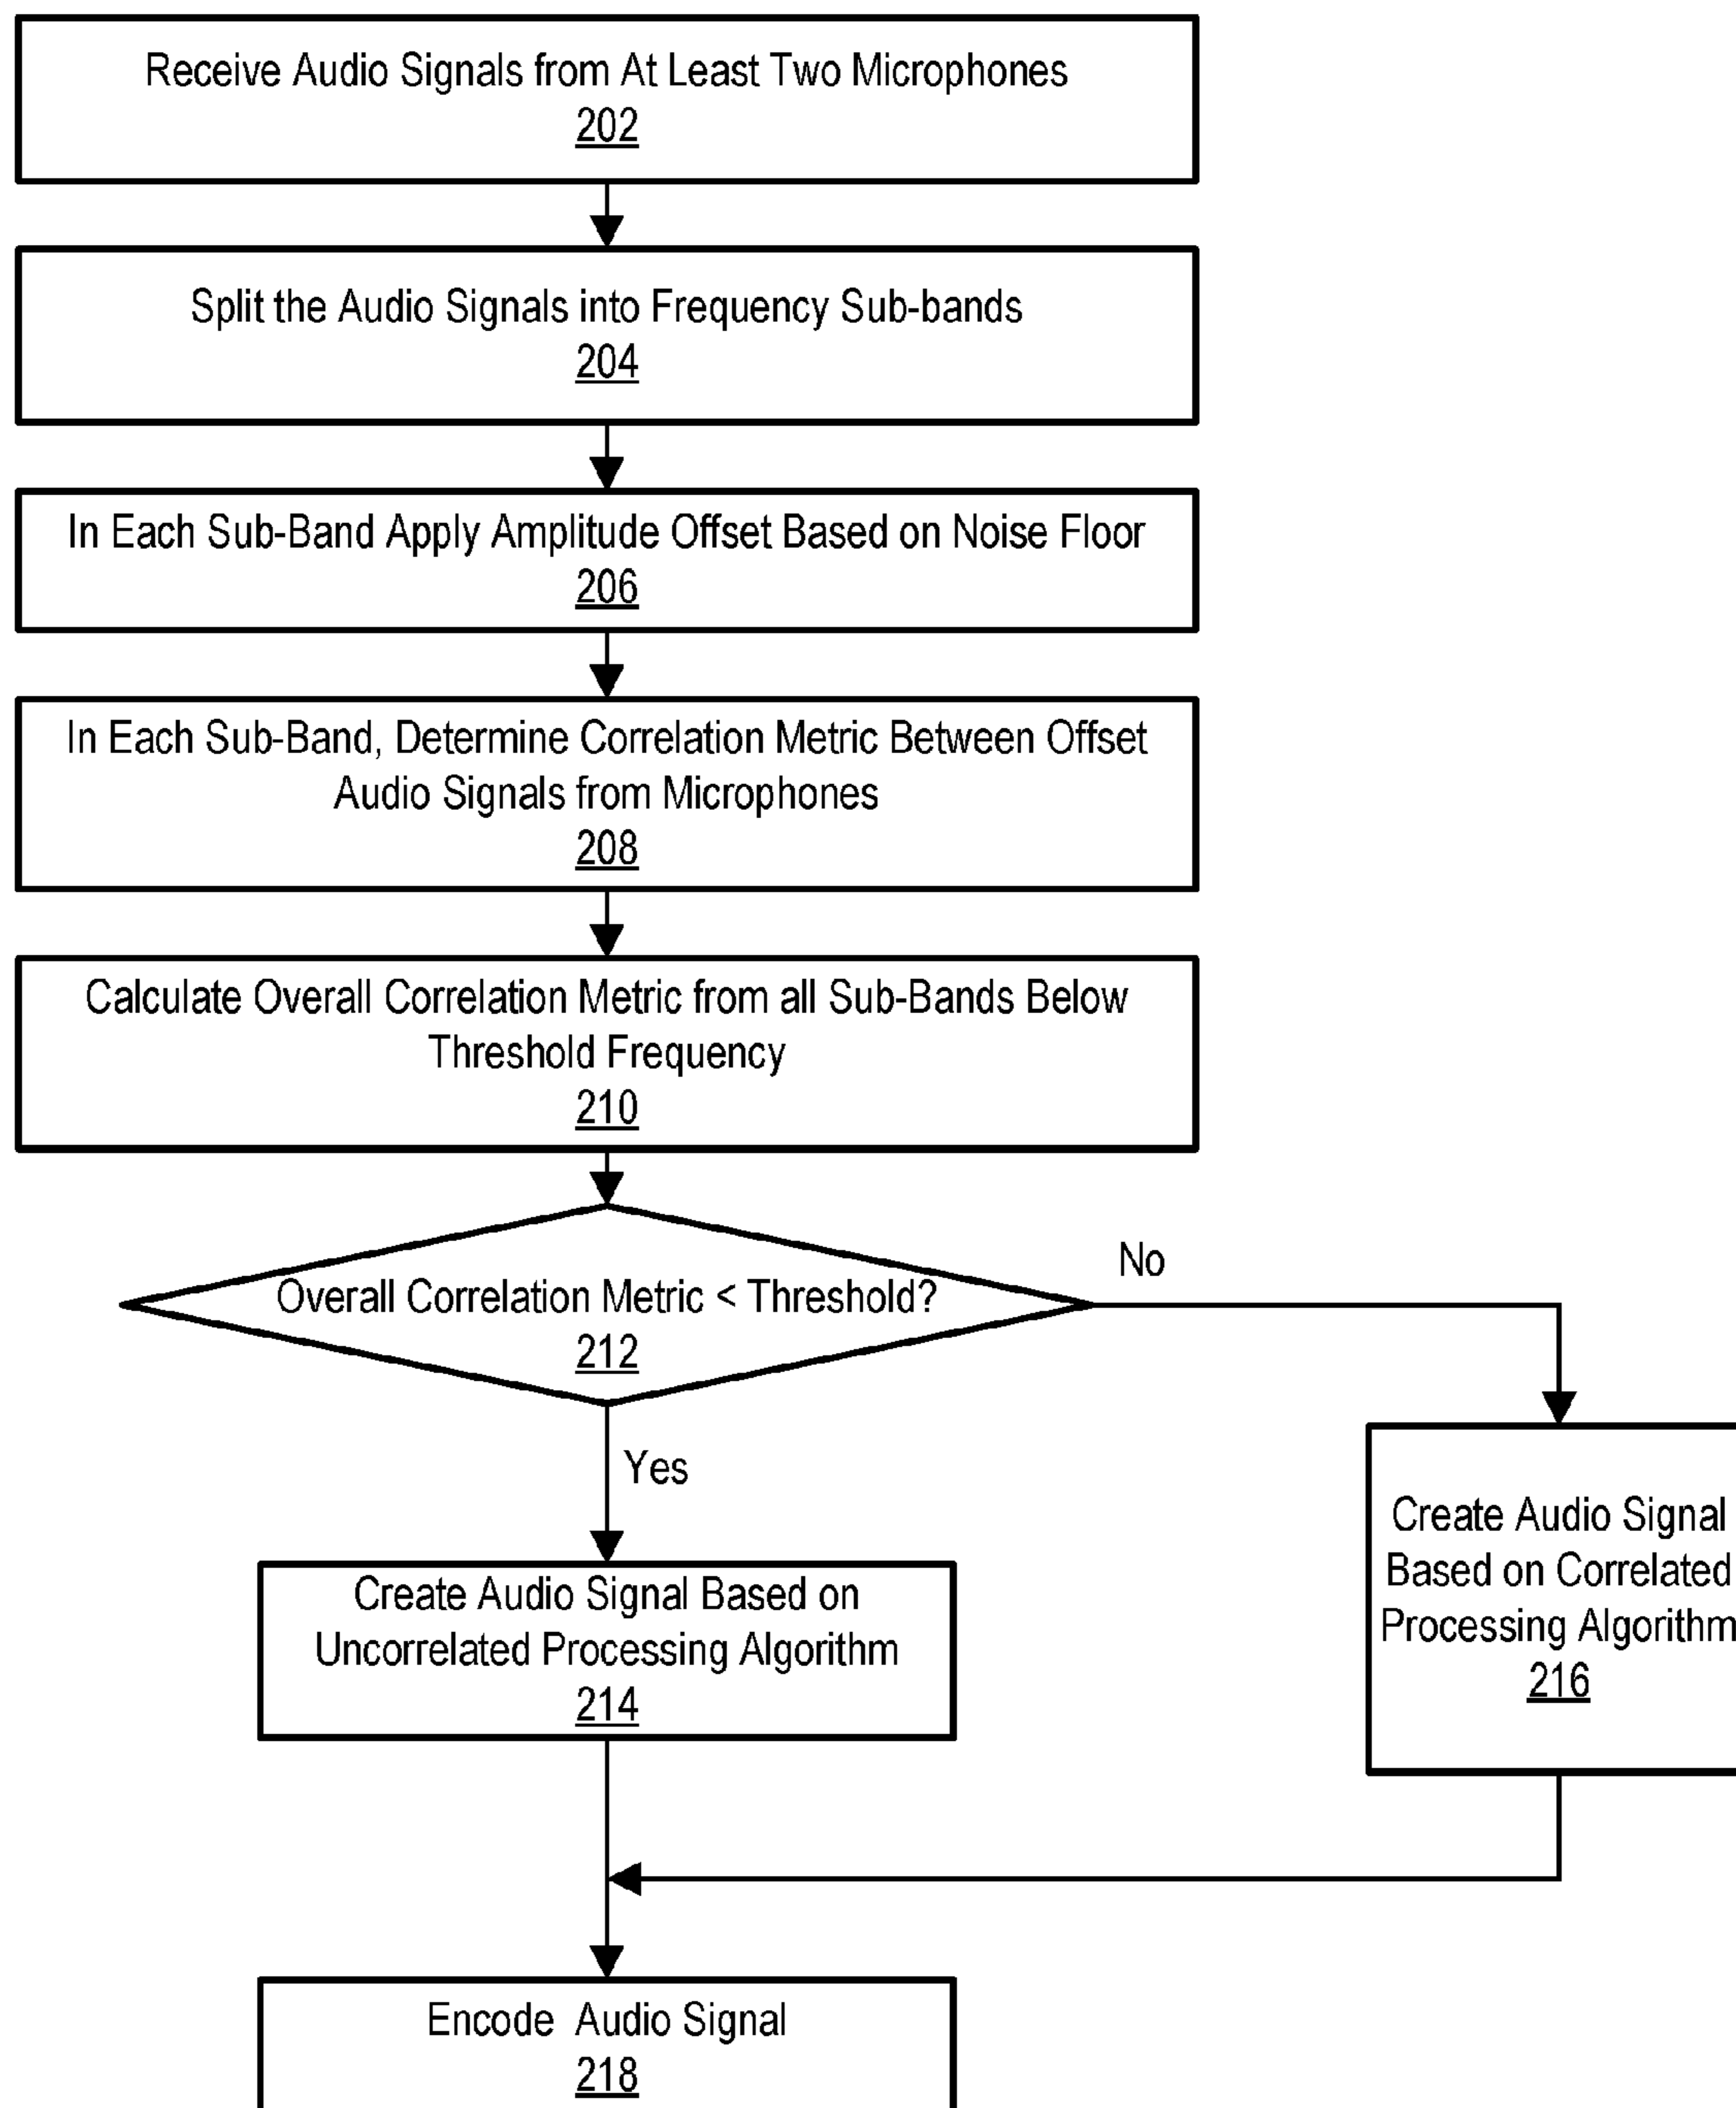 Receive Audio Signals from At Least Two Microphones
202
Split the Audio Signals into Frequency Sub-bands
204
In Each Sub-Band Apply Amplitude Offset Based on Noise Floor
206
In Each Sub-Band, Determine Correlation Metric Between Offset
Audio Signals from Microphones
208
Calculate Overall Correlation Metric from all Sub-Bands Below
Threshold Frequency
210
Overall Correlation Metric < Threshold?
212
No
Yes
Create Audio Signal
Based on Correlated
Processing Algorithm
216
Create Audio Signal Based on
Uncorrelated Processing Algorithm
214
Encode Audio Signal
218